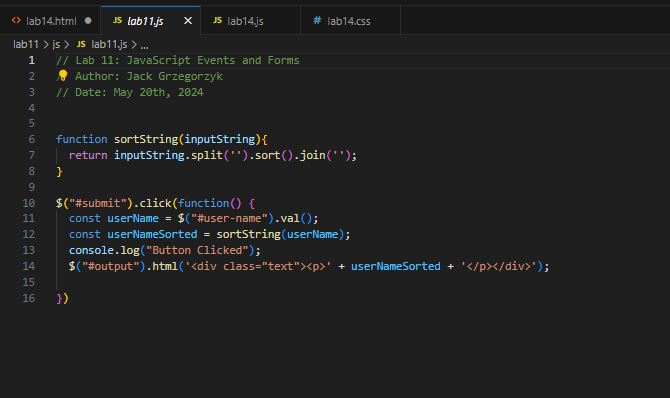 lab14.html
JS lab11.js
JS lab14.js
# lab14.css
lab11 > js > JS lab11.js > ...
1 // Lab 11: JavaScript Events and Forms
2 Author: Jack Grzegorzyk
3 // Date: May 20th, 2024
4
5
6 function sortString(inputString){
7 return inputString.split('').sort().join('');
8 }
9
10 $("#submit").click(function() {
11 const userName = $("#user-name").val();
12 const userNameSorted = sortString(userName);
13 console.log("Button Clicked");
14 $("#output").html('<div class="text"><p>' + userNameSorted + '</p></div>');
15
16 })